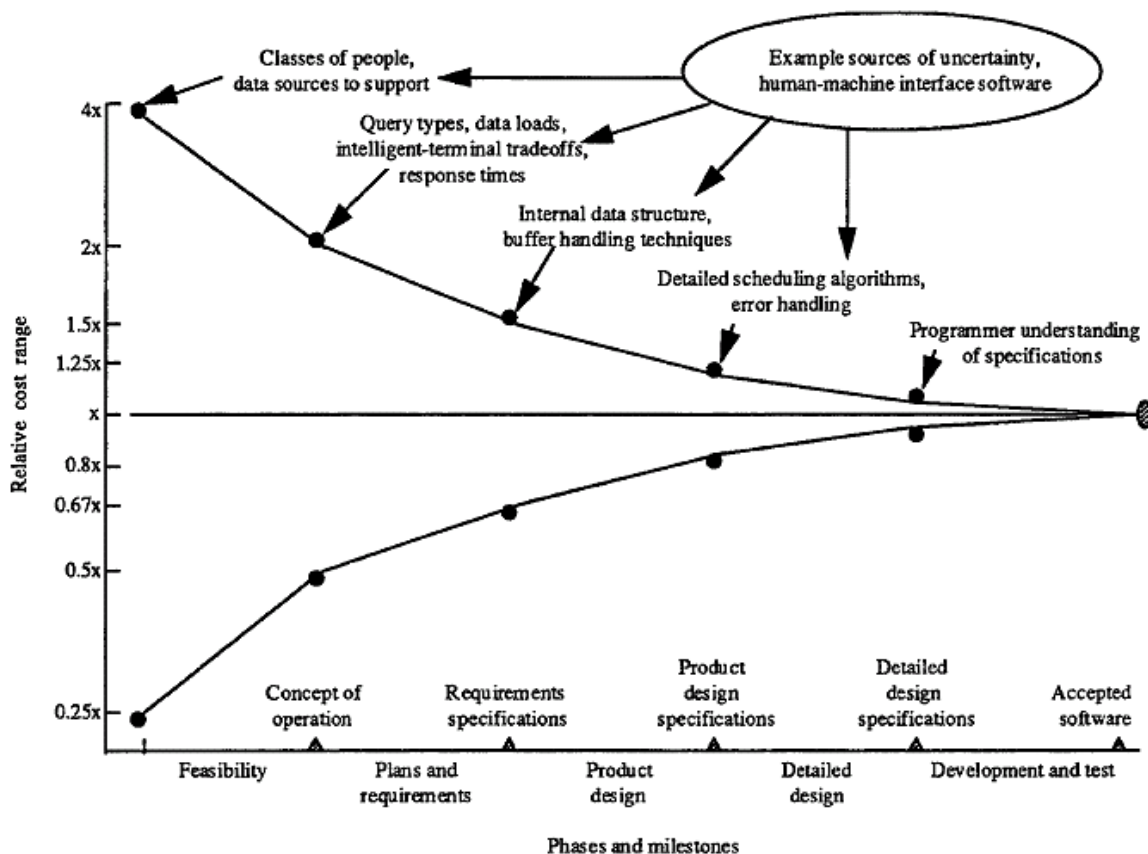 Classes of people,
data sources to support
Example sources of uncertainty,
human-machine interface software
4x
Query types, data loads,
intelligent-terminal tradeoffs,
response times
Internal data structure,
buffer handling techniques
2x
Detailed scheduling algorithms,
error handling
1.5x
Programmer understanding
of specifications
1.25x
Relative cost range
x
0.8x
0.67x
0.5x
0.25x
Concept of
operation
Requirements
specifications
Product
design
specifications
Detailed
design
specifications
Accepted
software
Feasibility
Plans and
requirements
Product
design
Detailed
design
Development and test
Phases and milestones